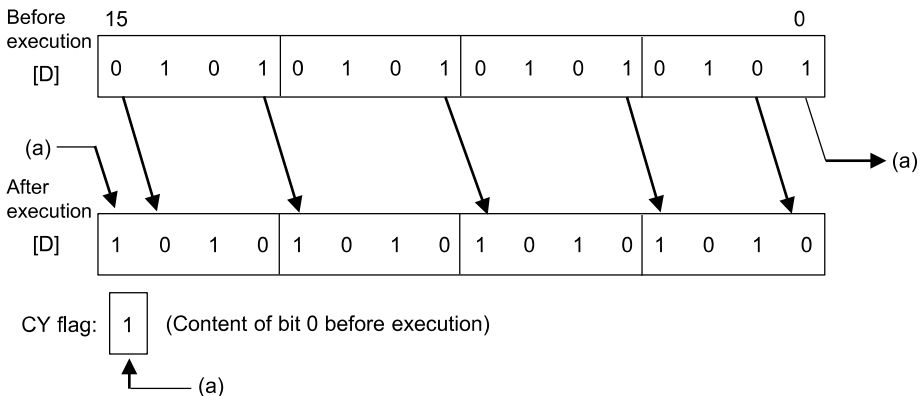 Before
execution
15 0
[D] 0 1 0 1 0 1 0 1 0 1 0 1 0 1 0 1
(a) (a)
After
execution
[D] 1 0 1 0 1 0 1 0 1 0 1 0 1 0 1 0
CY flag: 1 (Content of bit 0 before execution)
(a)